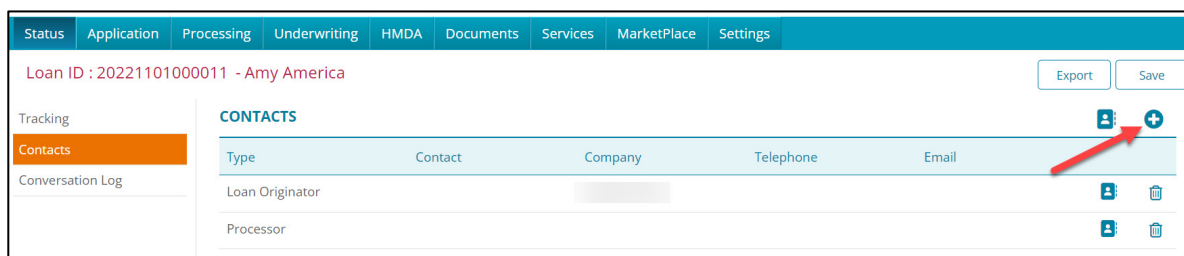 Status Application Processing Underwriting HMDA Documents Services MarketPlace Settings
Loan ID : 20221101000011 - Amy America Export Save
Tracking CONTACTS
Contacts Type Contact Company Telephone Email
Conversation Log Loan Originator
Processor